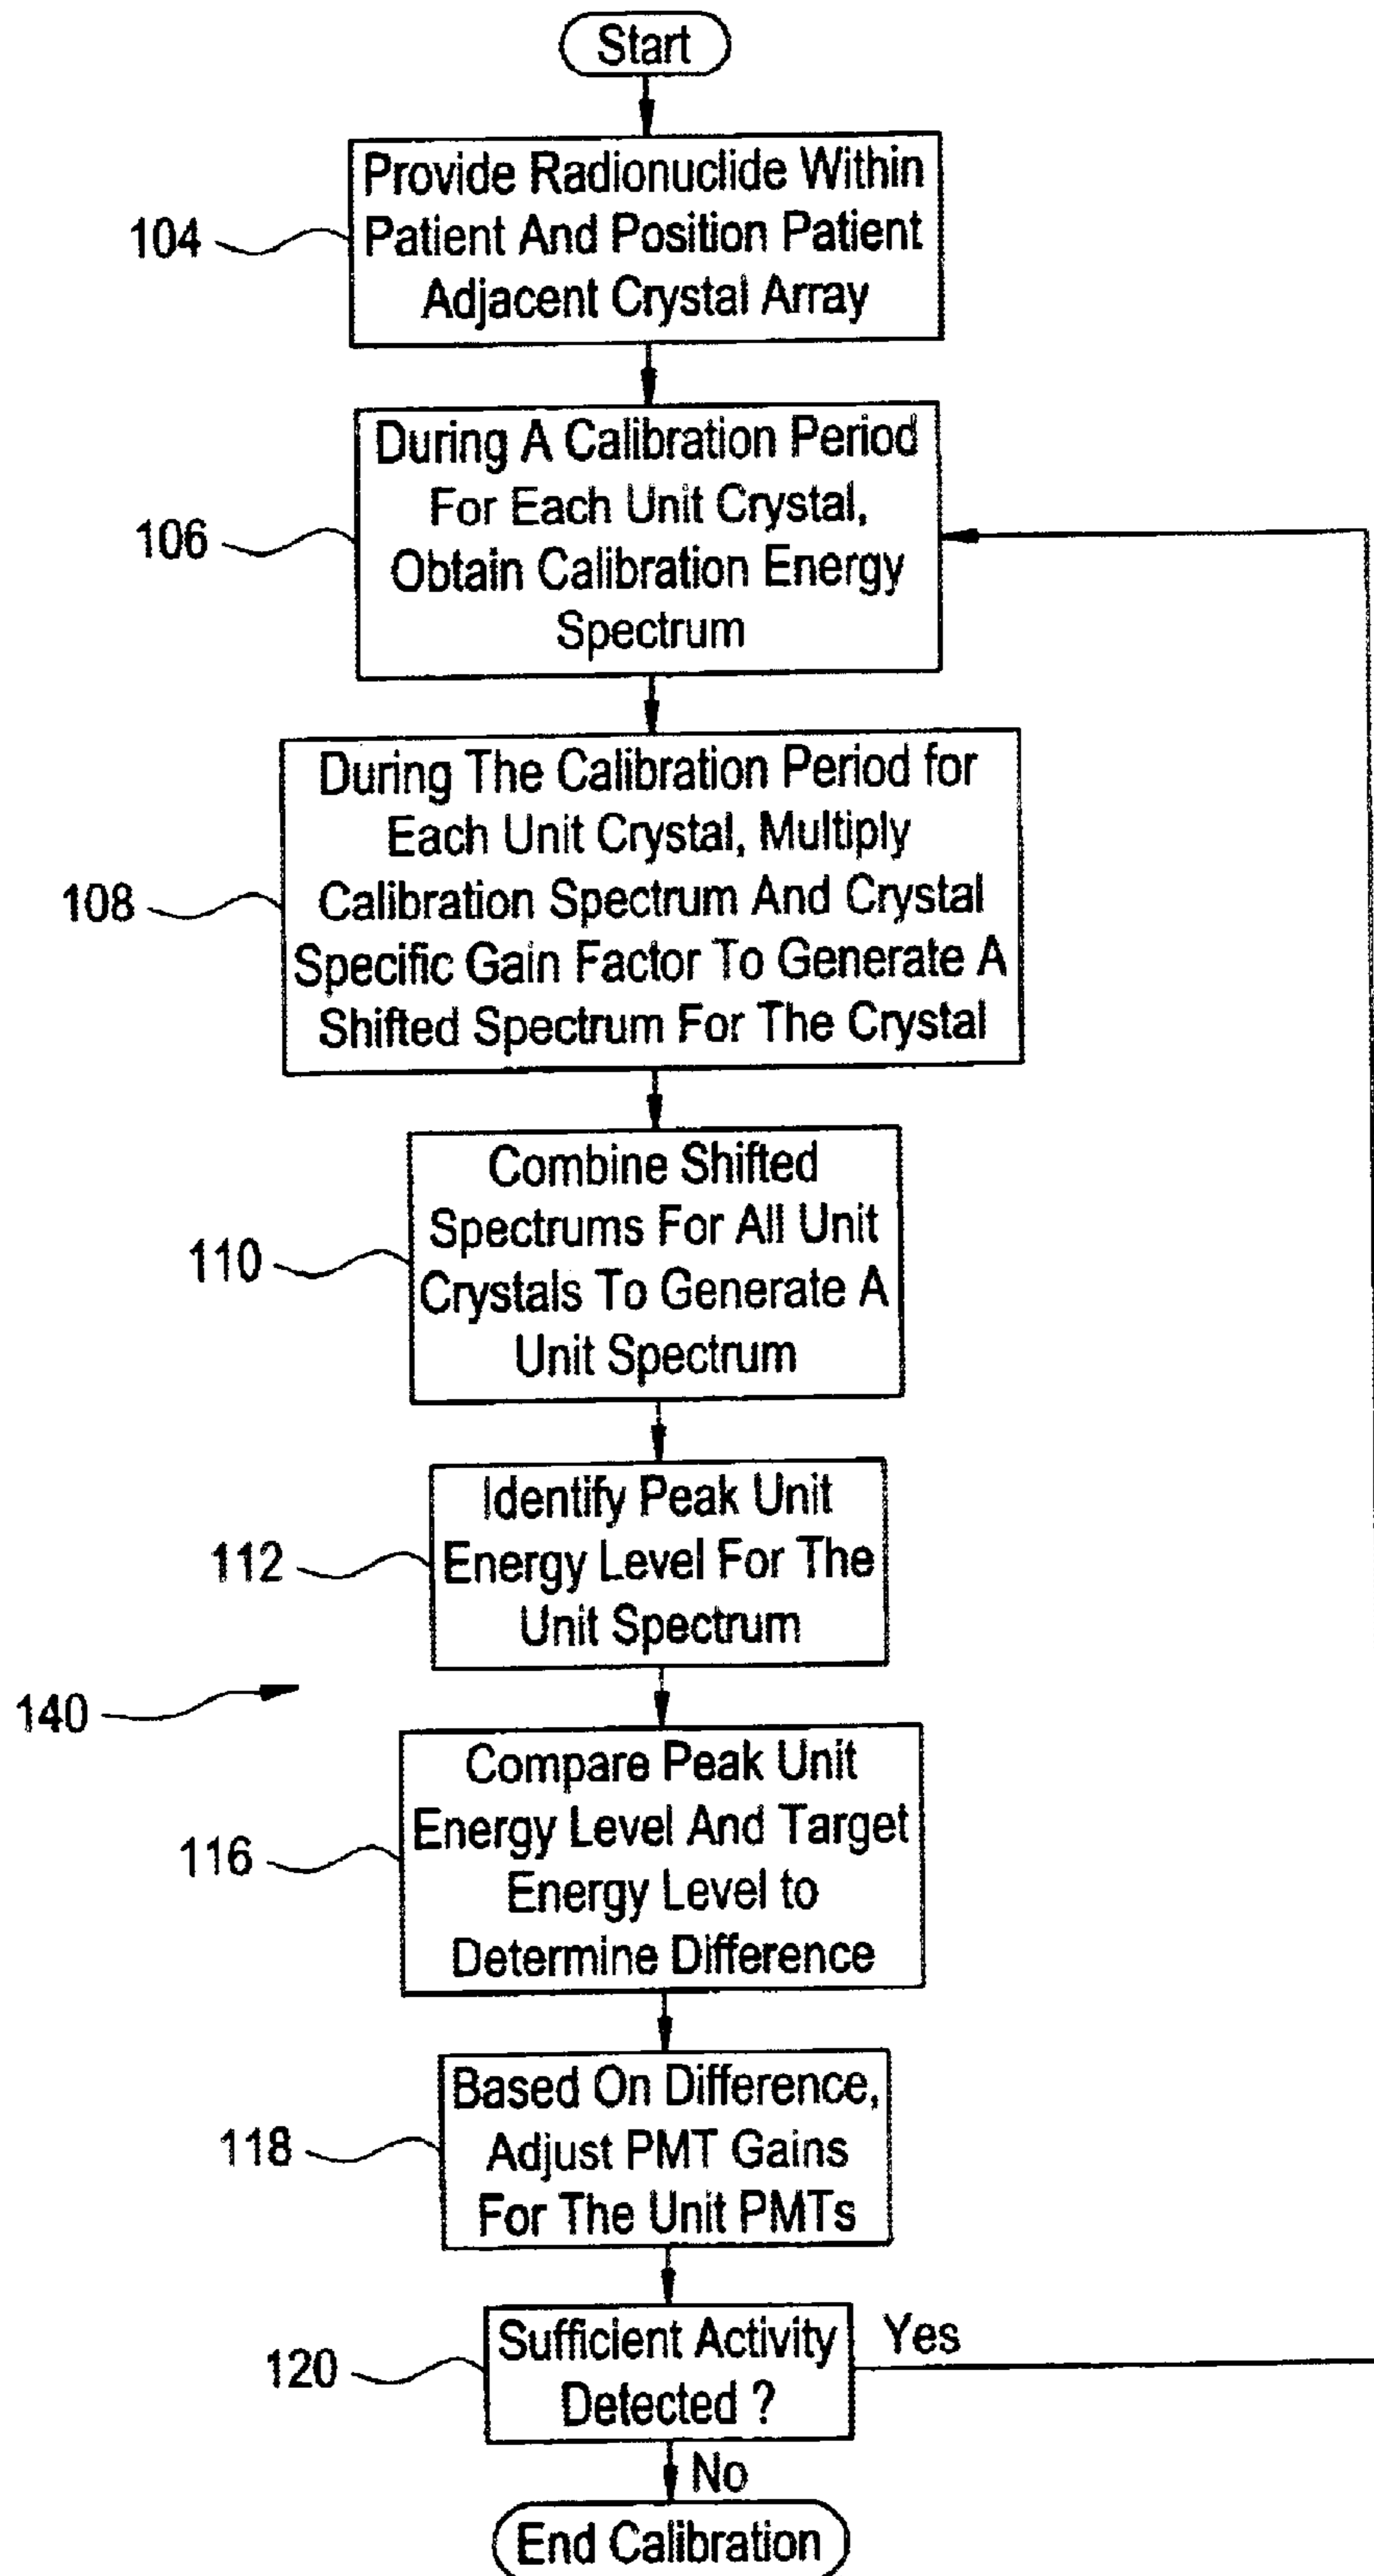 Start
104
Provide Radionuclide Within
Patient And Position Patient
Adjacent Crystal Array
106
During A Calibration Period
For Each Unit Crystal,
Obtain Calibration Energy
Spectrum
108
During The Calibration Period for
Each Unit Crystal, Multiply
Calibration Spectrum And Crystal
Specific Gain Factor To Generate A
Shifted Spectrum For The Crystal
110
Combine Shifted
Spectrums For All Unit
Crystals To Generate A
Unit Spectrum
112
Identify Peak Unit
Energy Level For The
Unit Spectrum
140
116
Compare Peak Unit
Energy Level And Target
Energy Level to
Determine Difference
118
Based On Difference,
Adjust PMT Gains
For The Unit PMTs
120
Sufficient Activity
Detected ?
Yes
No
End Calibration